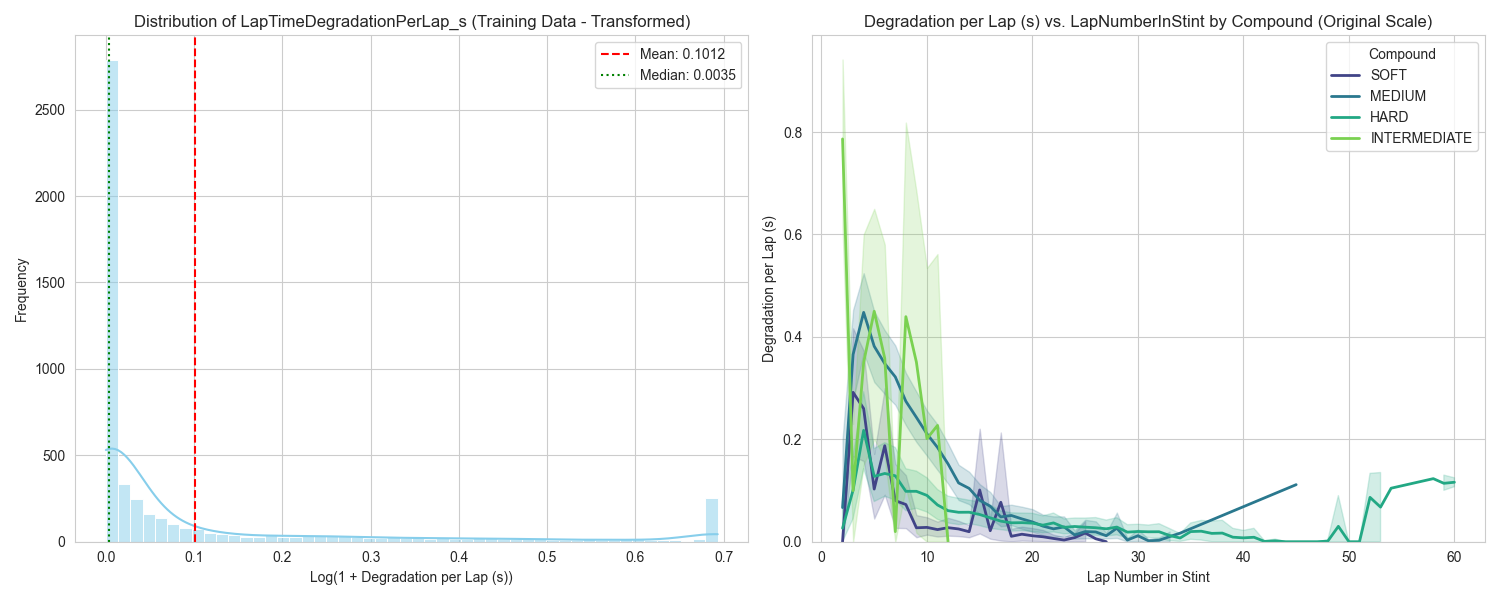 Distribution of LapTimeDegradationPerLap_s (Training Data - Transformed)
Mean: 0.1012
Median: 0.0035
Frequency
2500
2000
1500
1000
500
0
0.0 0.1 0.2 0.3 0.4 0.5 0.6 0.7
Log(1 + Degradation per Lap (s))
Degradation per Lap (s) vs. LapNumberInStint by Compound (Original Scale)
Compound
SOFT
MEDIUM
HARD
INTERMEDIATE
Degradation per Lap (s)
0.8
0.6
0.4
0.2
0.0
0 10 20 30 40 50 60
Lap Number in Stint